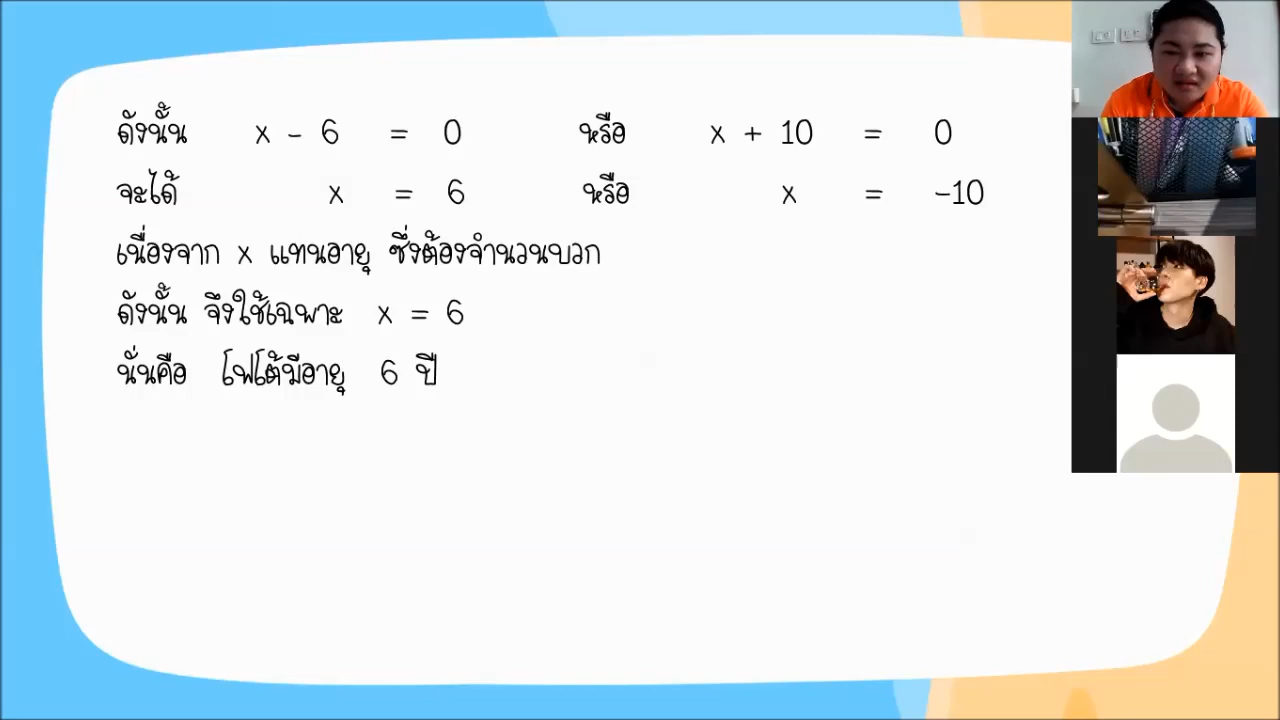 ดังนั้น x - 6 = 0 หรือ x + 10 = 0
จะได้ x = 6 หรือ x = -10
เนื่องจาก x แทนอายุ ซึ่งต้องจำนวนบวก
ดังนั้น จึงใช้เฉพาะ x = 6
นั่นคือ โฟโต้มีอายุ 6 ปี